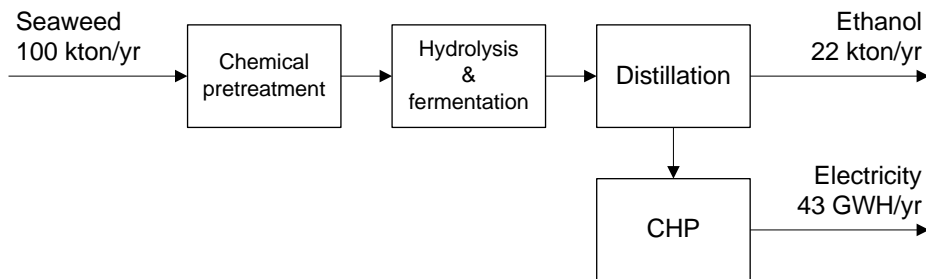 Seaweed
100 kton/yr
Chemical
pretreatment
Hydrolysis
&
fermentation
Distillation
Ethanol
22 kton/yr
CHP
Electricity
43 GWH/yr